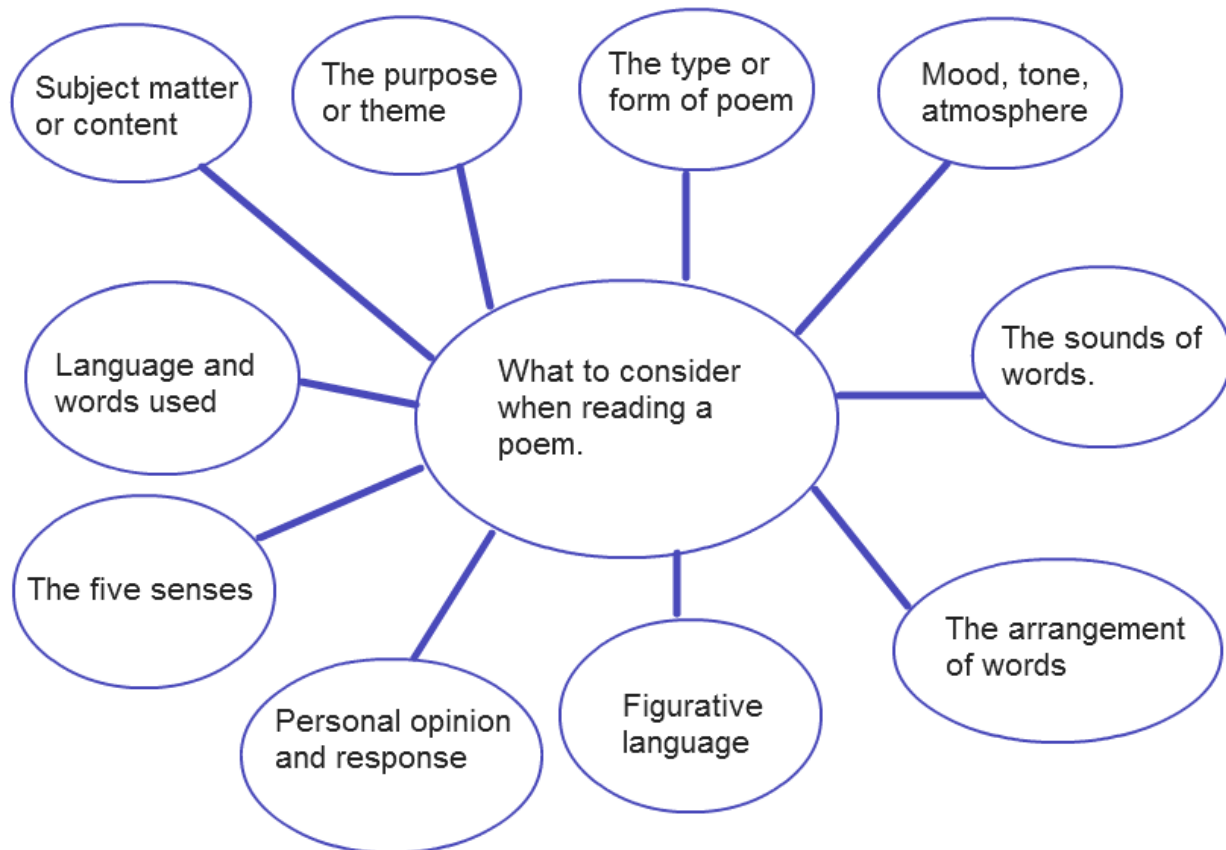 Subject matter
or content
The purpose
or theme
The type or
form of poem
Mood, tone,
atmosphere
Language and
words used
What to consider
when reading a
poem.
The sounds of
words.
The five senses
Personal opinion
and response
Figurative
language
The arrangement
of words